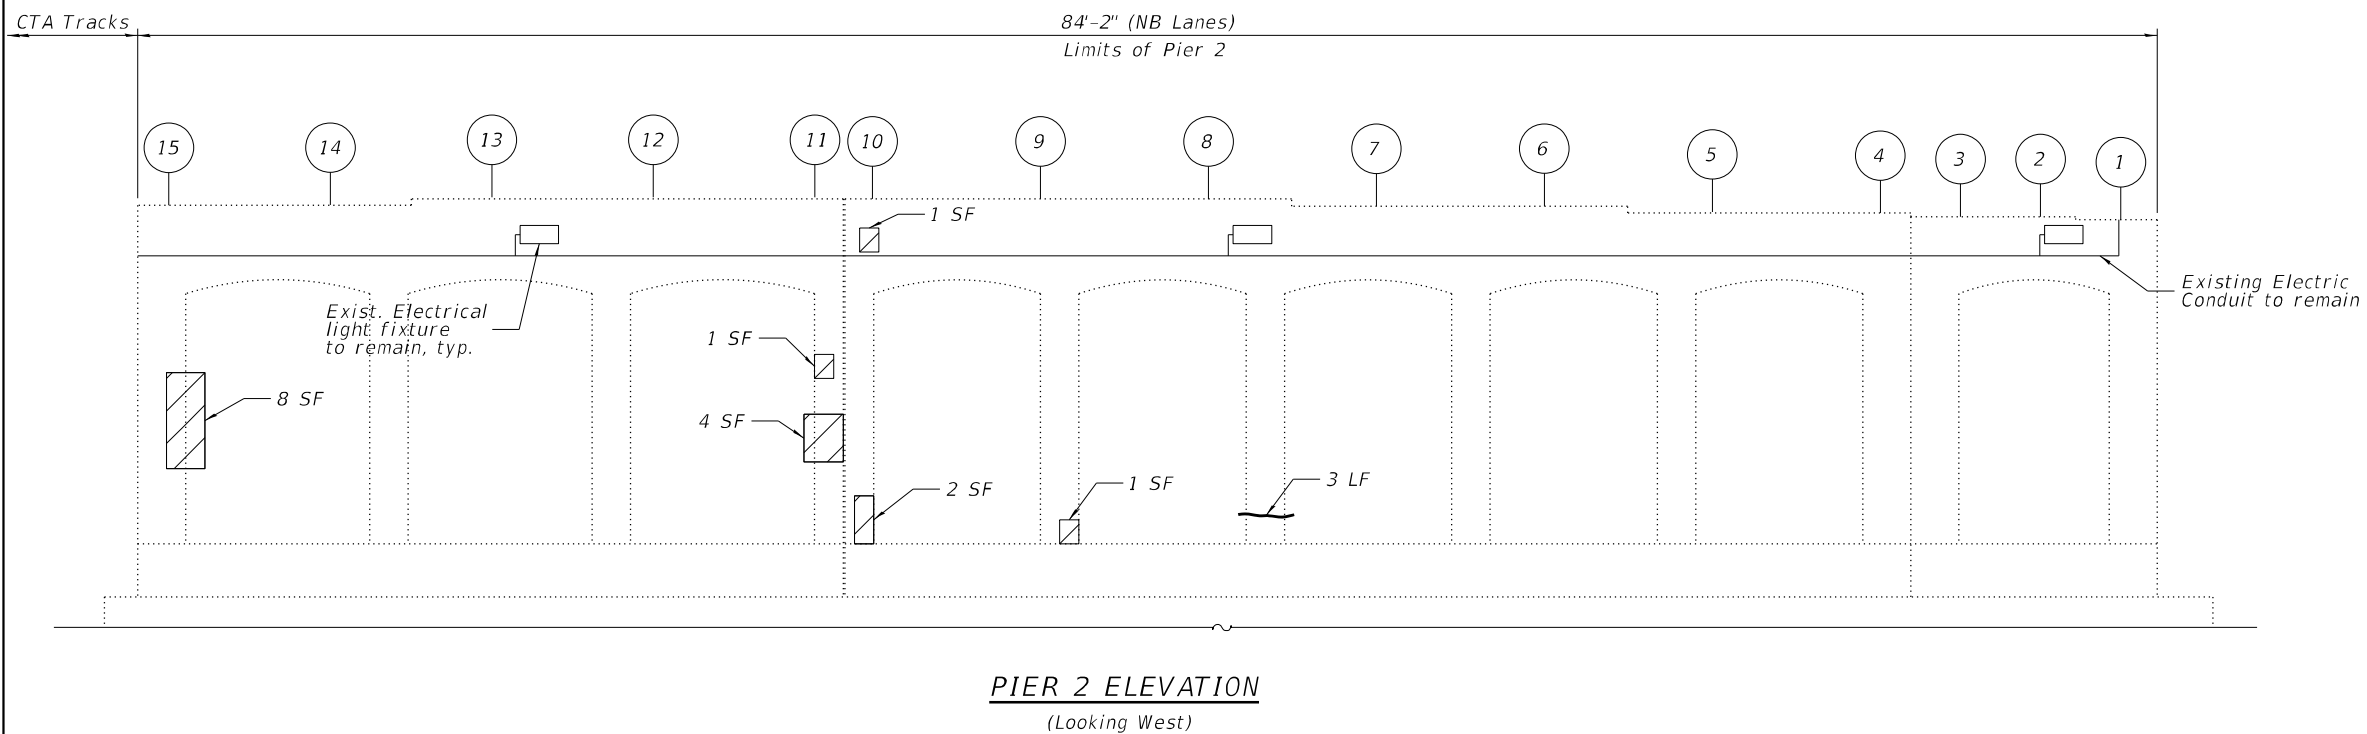 CTA Tracks
84'-2" (NB Lanes)
Limits of Pier 2
15
14
13
12
11
10
9
8
7
6
5
4
3
2
1
1 SF
Existing Electric
Conduit to remain
Exist. Electrical
light fixture
to remain, typ.
1 SF
8 SF
4 SF
2 SF
1 SF
3 LF
PIER 2 ELEVATION
(Looking West)